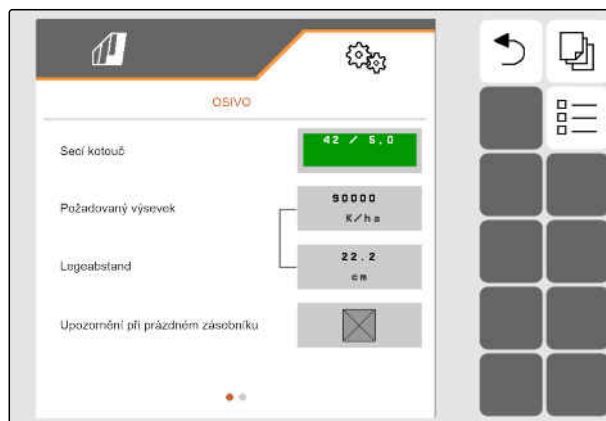 OSIVO
Secí kotouč
42 / 5,0
Požadovaný výsevek
90000
K/ha
Legeabstand
22.2
cm
Upozornění při prázdném zásobníku